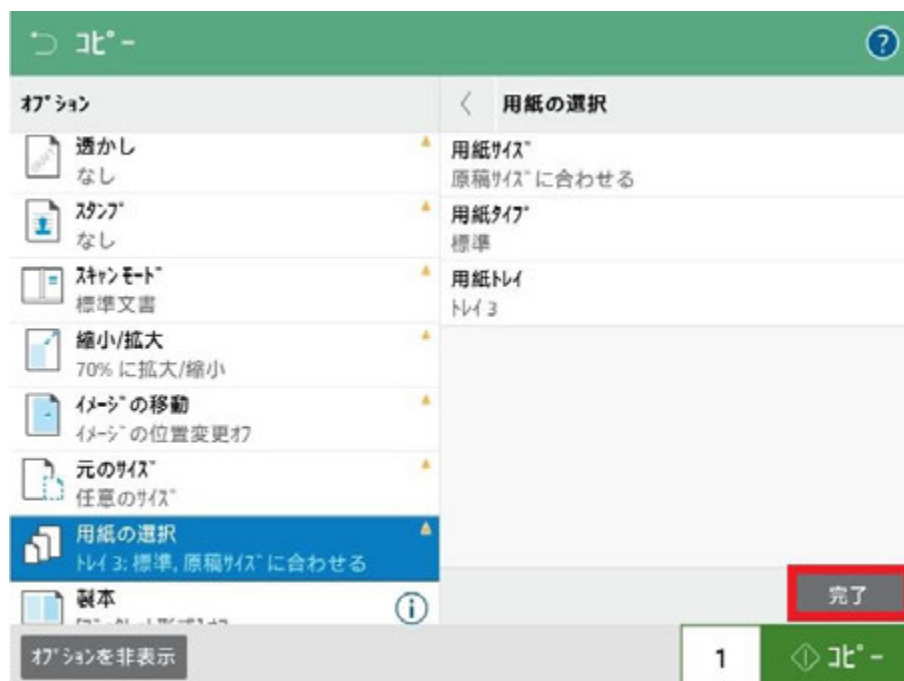 ｺﾋﾟｰ
?
ｵﾌﾟｼｮﾝ
透かし
なし
ｽﾀﾝﾌﾟ
なし
ｽｷｬﾝ ﾓｰﾄﾞ
標準文書
縮小/拡大
70% に拡大/縮小
ｲﾒｰｼﾞの移動
ｲﾒｰｼﾞの位置変更ｵﾌ
元のｻｲｽﾞ
任意のｻｲｽﾞ
用紙の選択
ﾄﾚｲ 3: 標準, 原稿ｻｲｽﾞに合わせる
製本
用紙の選択
用紙ｻｲｽﾞ
原稿ｻｲｽﾞに合わせる
用紙ﾀｲﾌﾟ
標準
用紙ﾄﾚｲ
ﾄﾚｲ 3
完了
ｵﾌﾟｼｮﾝを非表示
1
ｺﾋﾟｰ